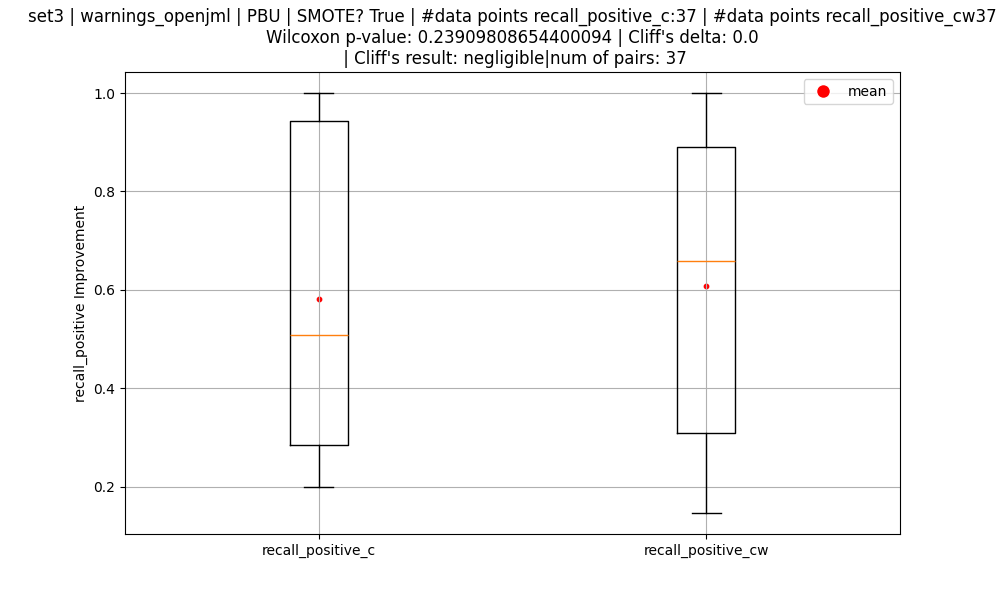 set3 | warnings_openjml | PBU | SMOTE? True | #data points recall_positive_c:37 | #data points recall_positive_cw37
Wilcoxon p-value: 0.23909808654400094 | Cliff's delta: 0.0
| Cliff's result: negligible|num of pairs: 37
mean
1.0
0.8
0.6
0.4
0.2
recall_positive Improvement
recall_positive_c
recall_positive_cw